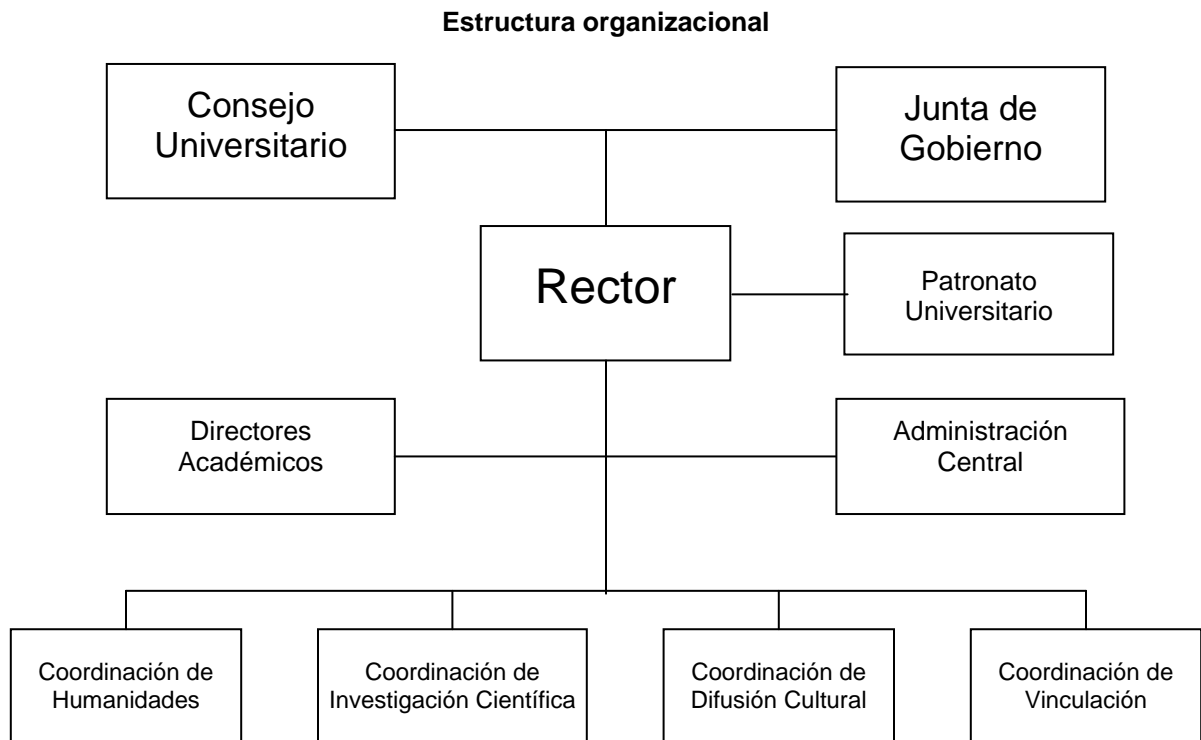 Estructura organizacional
Consejo
Universitario
Junta de
Gobierno
Rector
Patronato
Universitario
Directores
Académicos
Administración
Central
Coordinación de
Humanidades
Coordinación de
Investigación Científica
Coordinación de
Difusión Cultural
Coordinación de
Vinculación